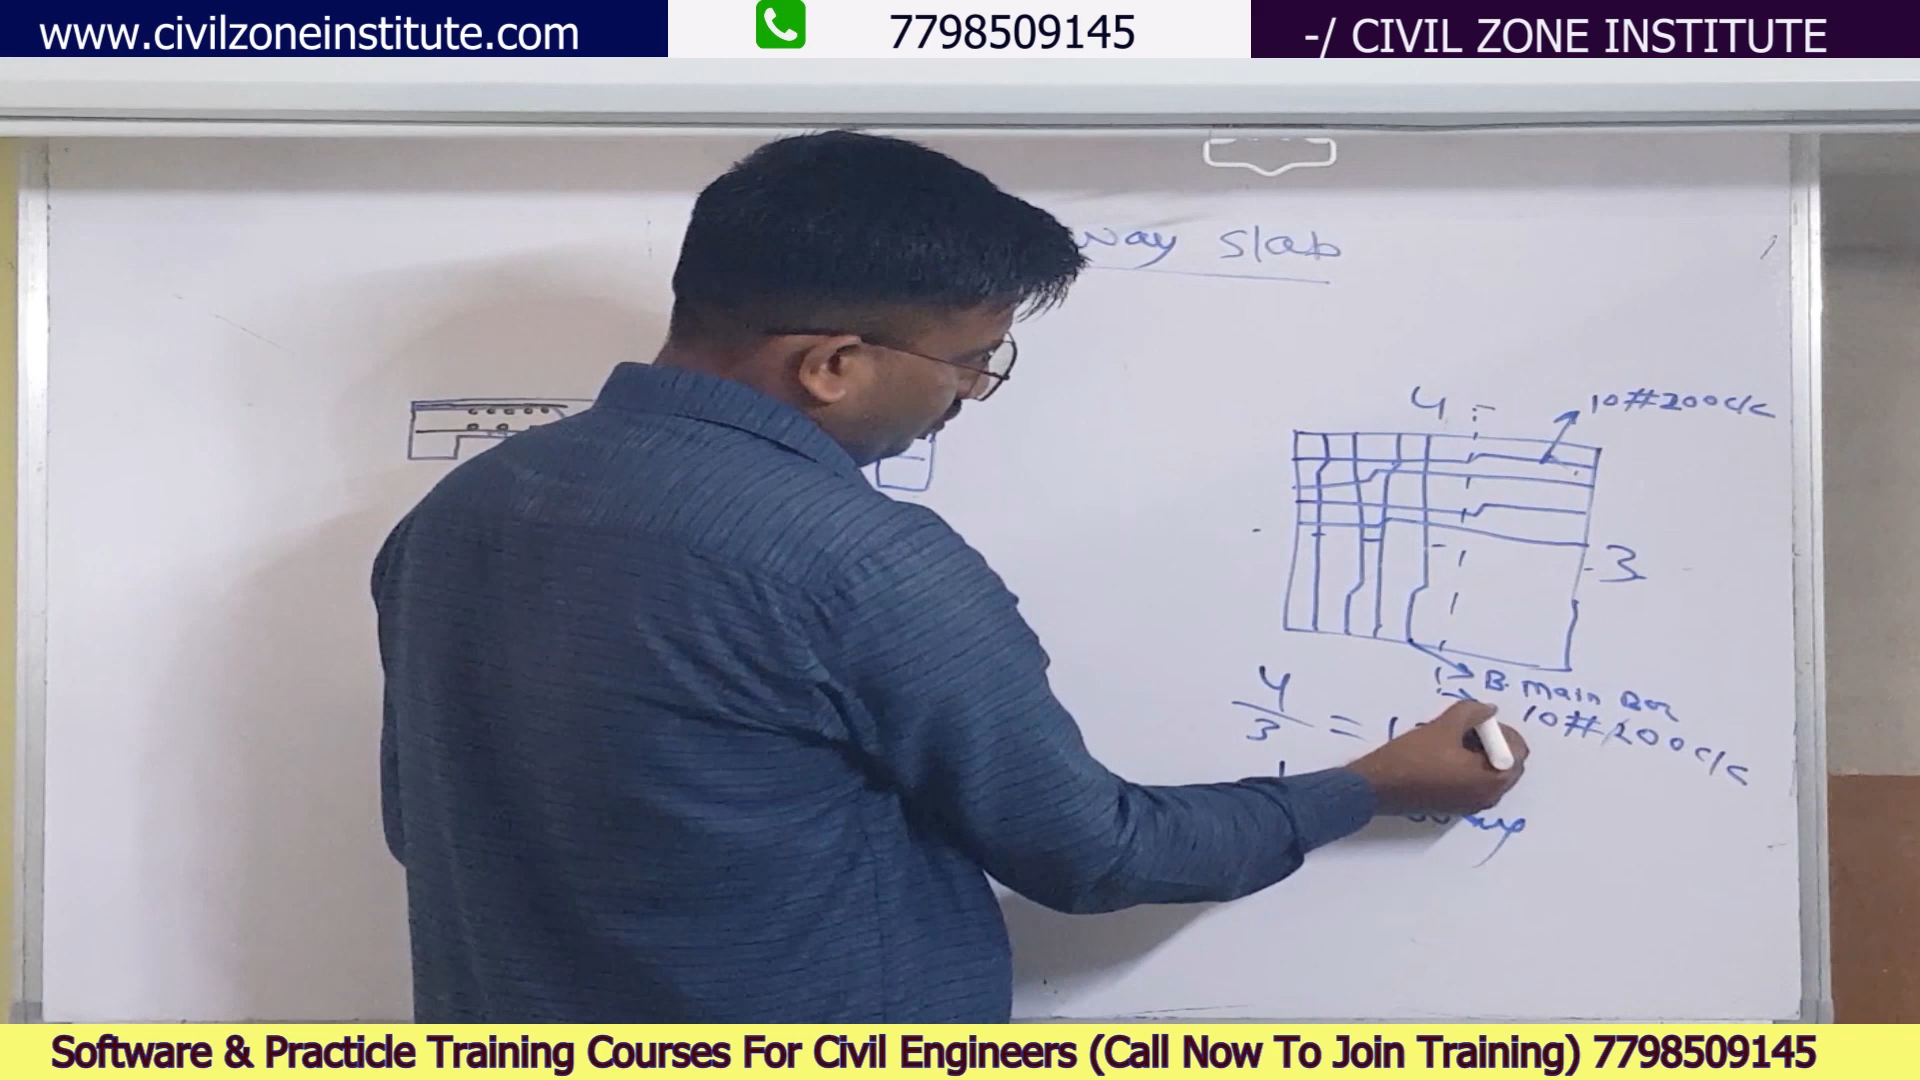 www.civilzoneinstitute.com
7798509145
-/ CIVIL ZONE INSTITUTE
way Slab
4
10#200c/c
3
B. Main Bar
10#200c/c
4
3
=
way
Software & Practicle Training Courses For Civil Engineers (Call Now To Join Training) 7798509145